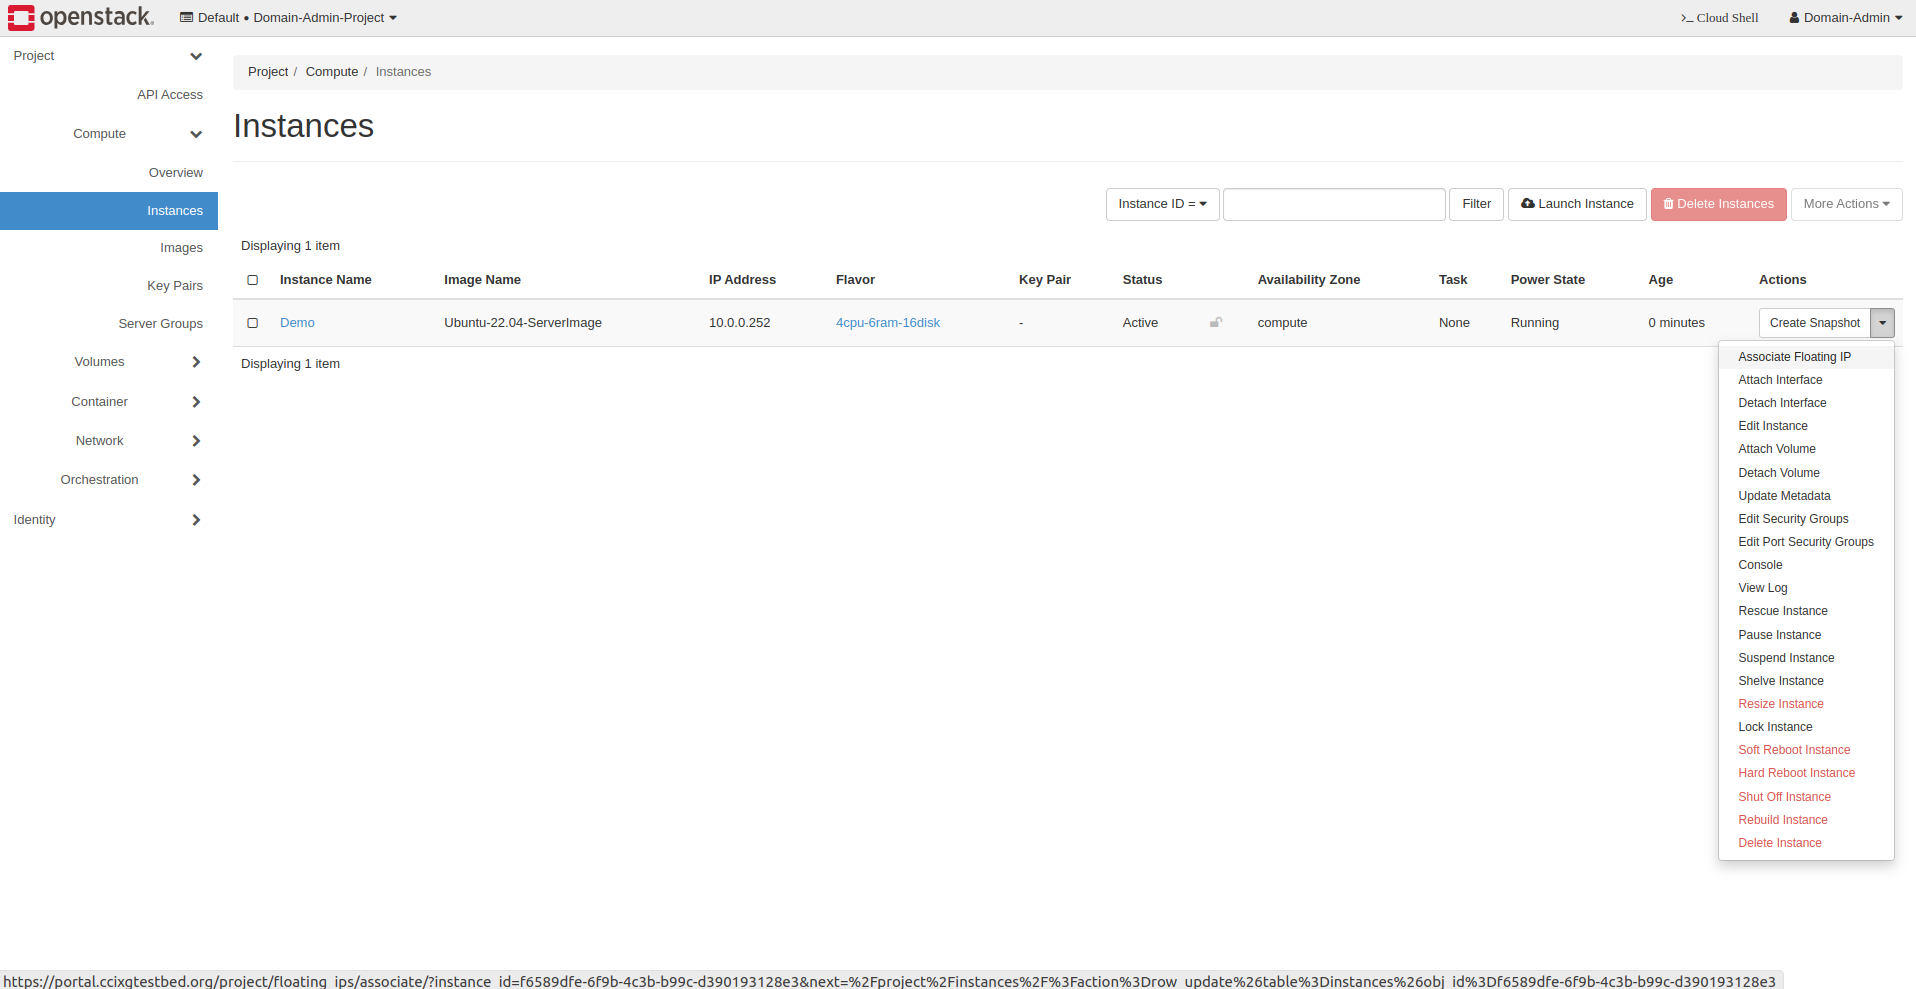 openstack.
Default • Domain-Admin-Project
Cloud Shell
Domain-Admin
Project
API Access
Compute
Overview
Instances
Images
Key Pairs
Server Groups
Volumes
Container
Network
Orchestration
Identity
Project / Compute / Instances
Instances
Instance ID =
Filter
Launch Instance
Delete Instances
More Actions
Displaying 1 item
Instance Name Image Name IP Address Flavor Key Pair Status Availability Zone Task Power State Age Actions
Demo Ubuntu-22.04-ServerImage 10.0.0.252 4cpu-6ram-16disk - Active compute None Running 0 minutes Create Snapshot
Displaying 1 item
Associate Floating IP
Attach Interface
Detach Interface
Edit Instance
Attach Volume
Detach Volume
Update Metadata
Edit Security Groups
Edit Port Security Groups
Console
View Log
Rescue Instance
Pause Instance
Suspend Instance
Shelve Instance
Resize Instance
Lock Instance
Soft Reboot Instance
Hard Reboot Instance
Shut Off Instance
Rebuild Instance
Delete Instance
https://portal.ccixgtestbed.org/project/floating_ips/associate/?instance_id=f6589dfe-6f9b-4c3b-b99c-d390193128e3&next=%2Fproject%2Finstances%2F%3Faction%3Drow_update%26table%3Dinstances%26obj_id%3Df6589dfe-6f9b-4c3b-b99c-d390193128e3